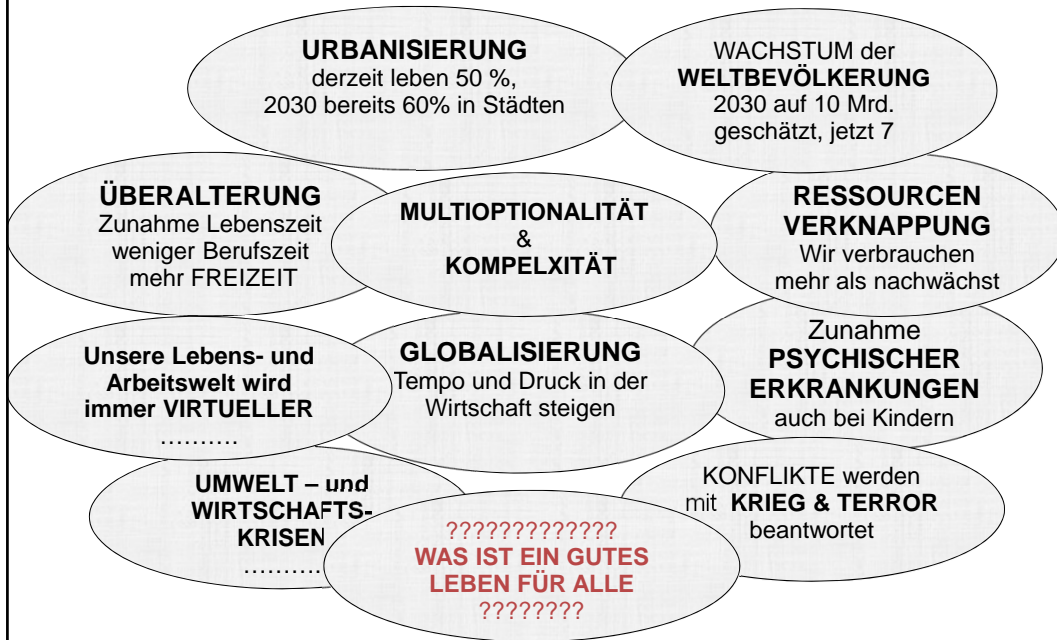 URBANISIERUNG
derzeit leben 50 %,
2030 bereits 60% in Städten
WACHSTUM der
WELTBEVÖLKERUNG
2030 auf 10 Mrd.
geschätzt, jetzt 7
ÜBERALTERUNG
Zunahme Lebenszeit
weniger Berufszeit
mehr FREIZEIT
MULTIOPTIONALITÄT
&
KOMPELXITÄT
RESSOURCEN
VERKNAPPUNG
Wir verbrauchen
mehr als nachwächst
Unsere Lebens- und
Arbeitswelt wird
immer VIRTUELLER
..........
GLOBALISIERUNG
Tempo und Druck in der
Wirtschaft steigen
Zunahme
PSYCHISCHER
ERKRANKUNGEN
auch bei Kindern
UMWELT – und
WIRTSCHAFTS-
KRISEN
..........
?????????????
WAS IST EIN GUTES
LEBEN FÜR ALLE
????????
KONFLIKTE werden
mit KRIEG & TERROR
beantwortet